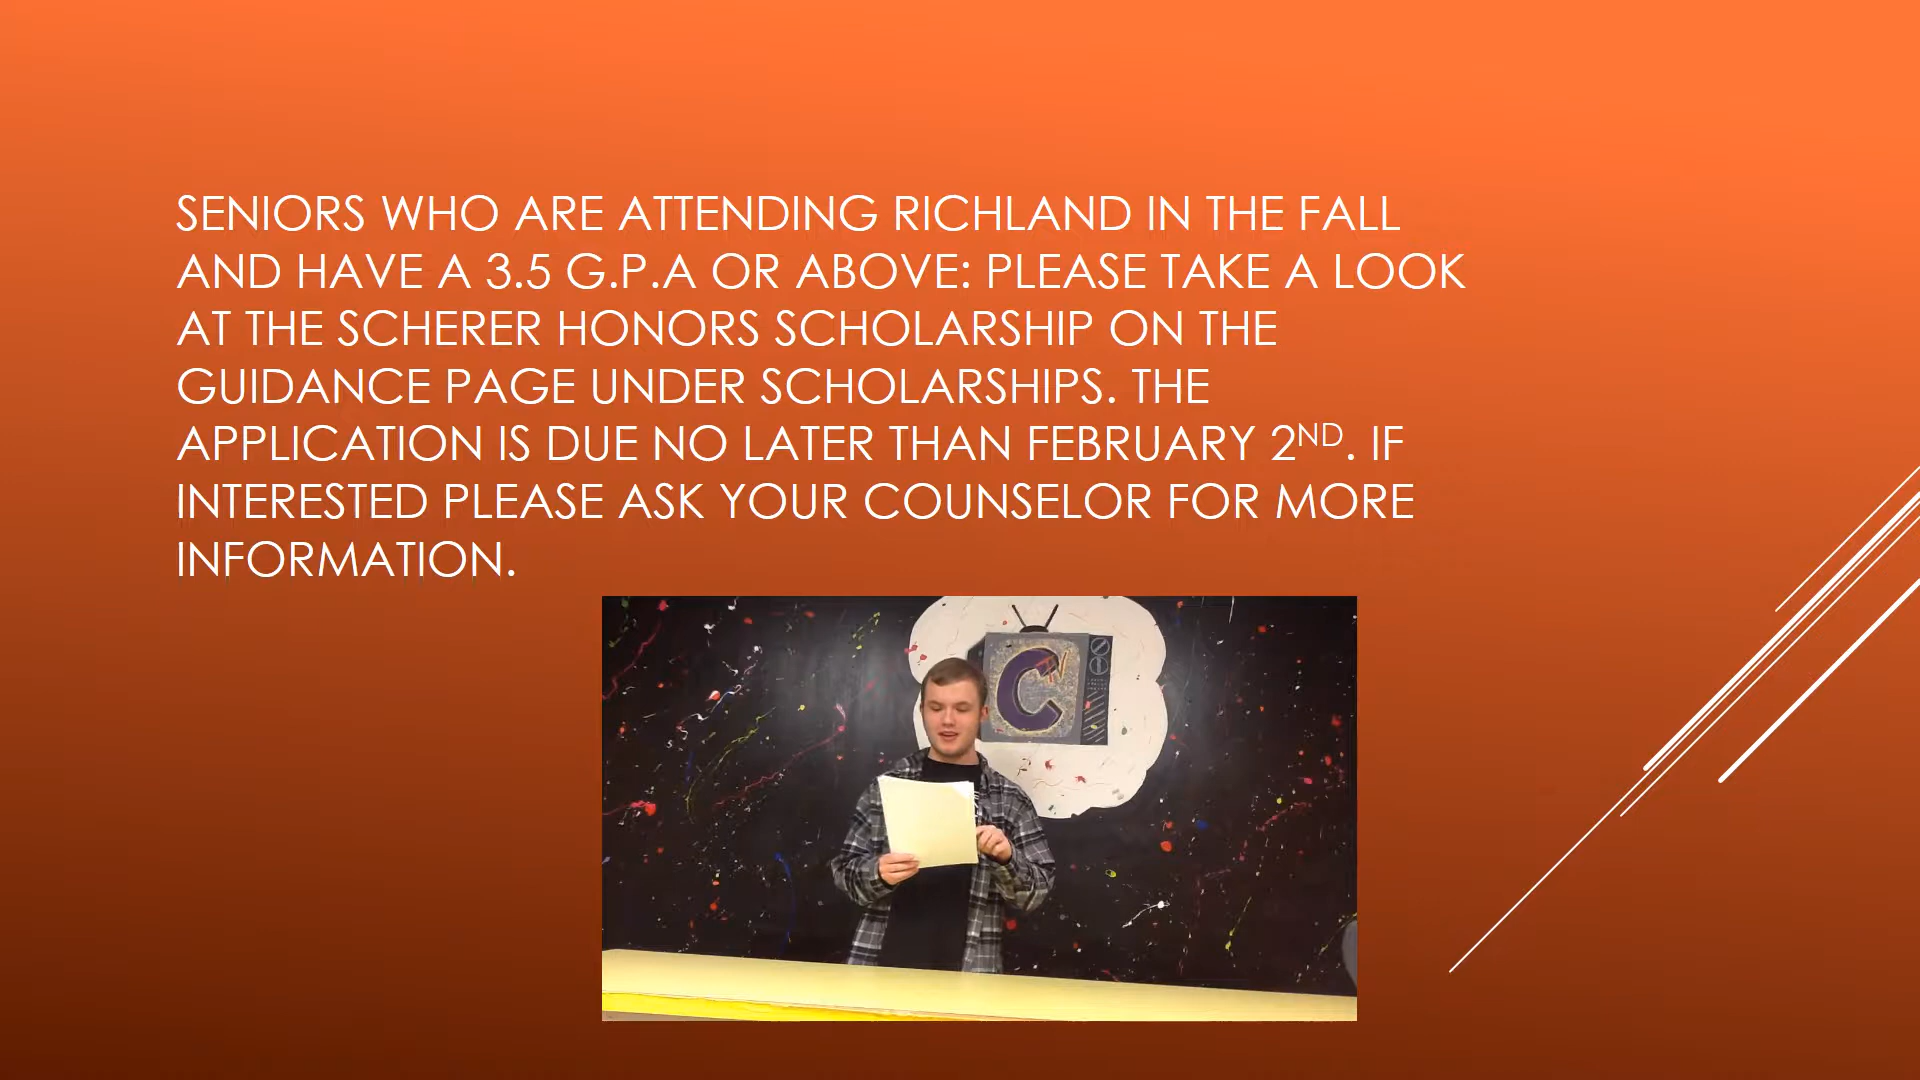 SENIORS WHO ARE ATTENDING RICHLAND IN THE FALL
AND HAVE A 3.5 G.P.A OR ABOVE: PLEASE TAKE A LOOK
AT THE SCHERER HONORS SCHOLARSHIP ON THE
GUIDANCE PAGE UNDER SCHOLARSHIPS. THE
APPLICATION IS DUE NO LATER THAN FEBRUARY 2ND. IF
INTERESTED PLEASE ASK YOUR COUNSELOR FOR MORE
INFORMATION.
CTV